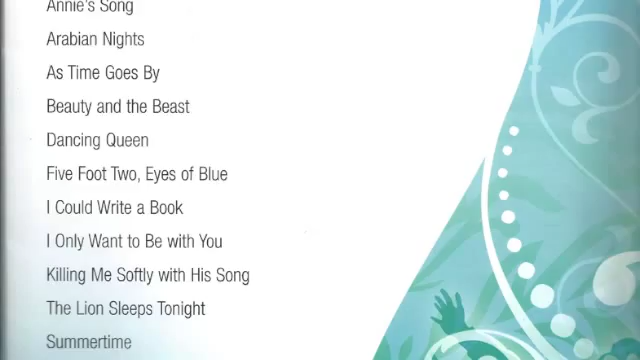 Annie's Song
Arabian Nights
As Time Goes By
Beauty and the Beast
Dancing Queen
Five Foot Two, Eyes of Blue
I Could Write a Book
I Only Want to Be with You
Killing Me Softly with His Song
The Lion Sleeps Tonight
Summertime